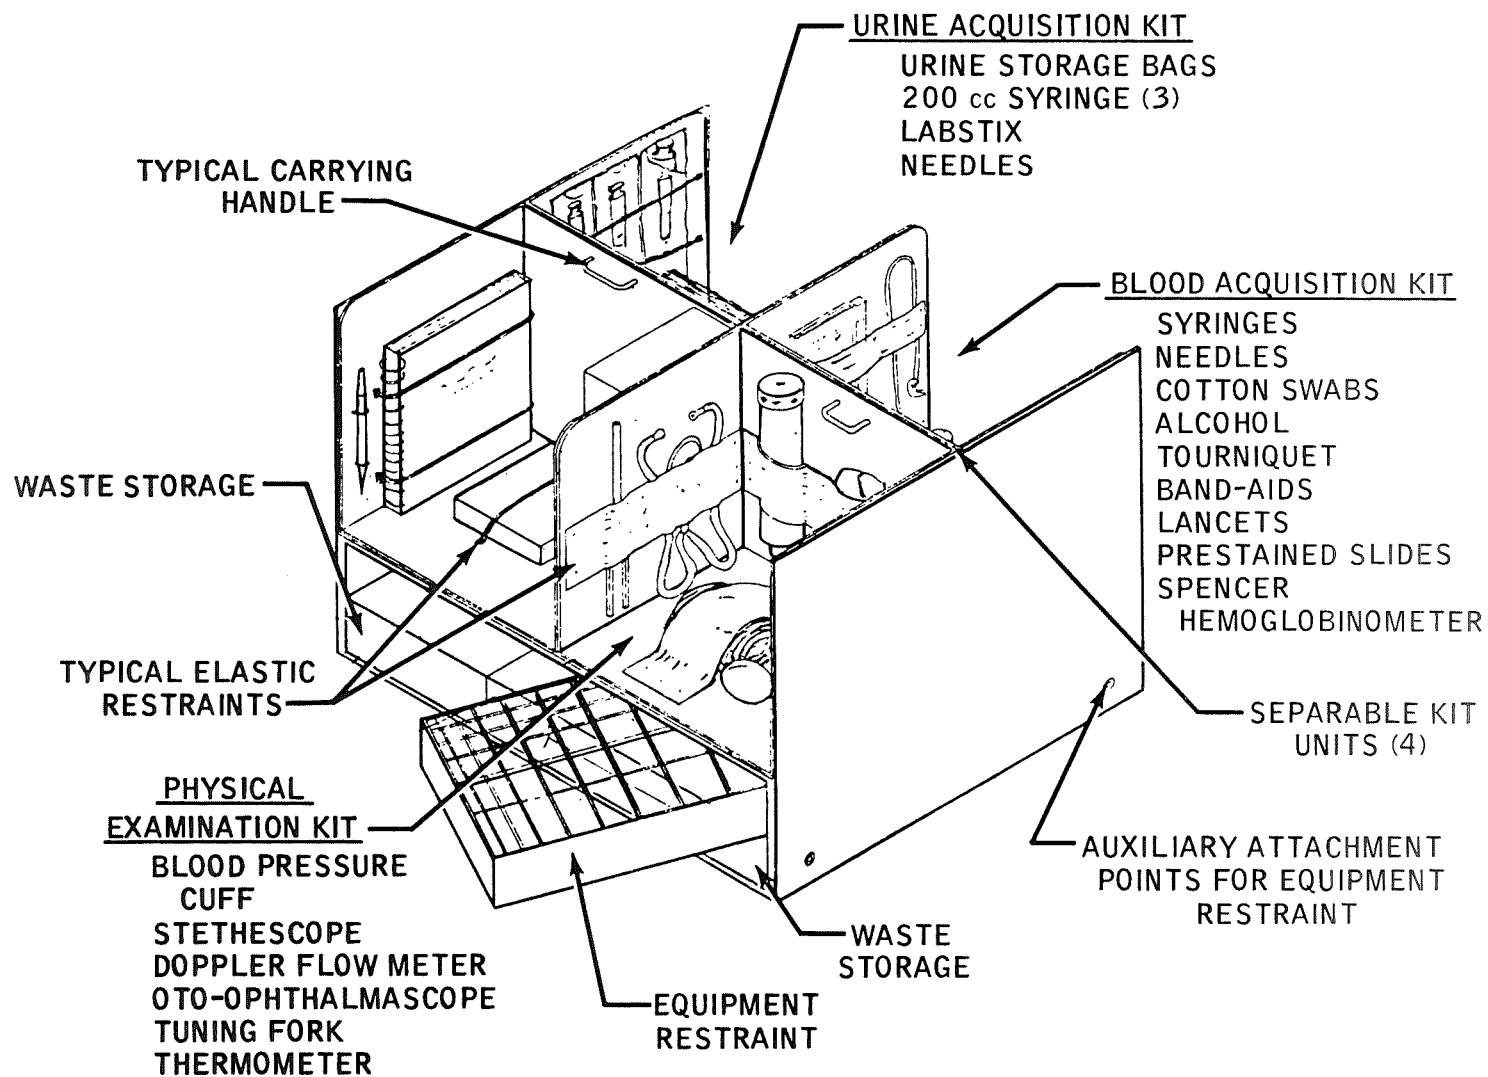 URINE ACQUISITION KIT
URINE STORAGE BAGS
200 cc SYRINGE (3)
LABSTIX
NEEDLES
TYPICAL CARRYING
HANDLE
BLOOD ACQUISITION KIT
SYRINGES
NEEDLES
COTTON SWABS
ALCOHOL
TOURNIQUET
BAND-AIDS
LANCETS
PRESTAINED SLIDES
SPENCER
HEMOGLOBINOMETER
WASTE STORAGE
TYPICAL ELASTIC
RESTRAINTS
SEPARABLE KIT
UNITS (4)
PHYSICAL
EXAMINATION KIT
BLOOD PRESSURE
CUFF
STETHESCOPE
DOPPLER FLOW METER
OTO-OPHTHALMASCOPE
TUNING FORK
THERMOMETER
AUXILIARY ATTACHMENT
POINTS FOR EQUIPMENT
RESTRAINT
WASTE
STORAGE
EQUIPMENT
RESTRAINT